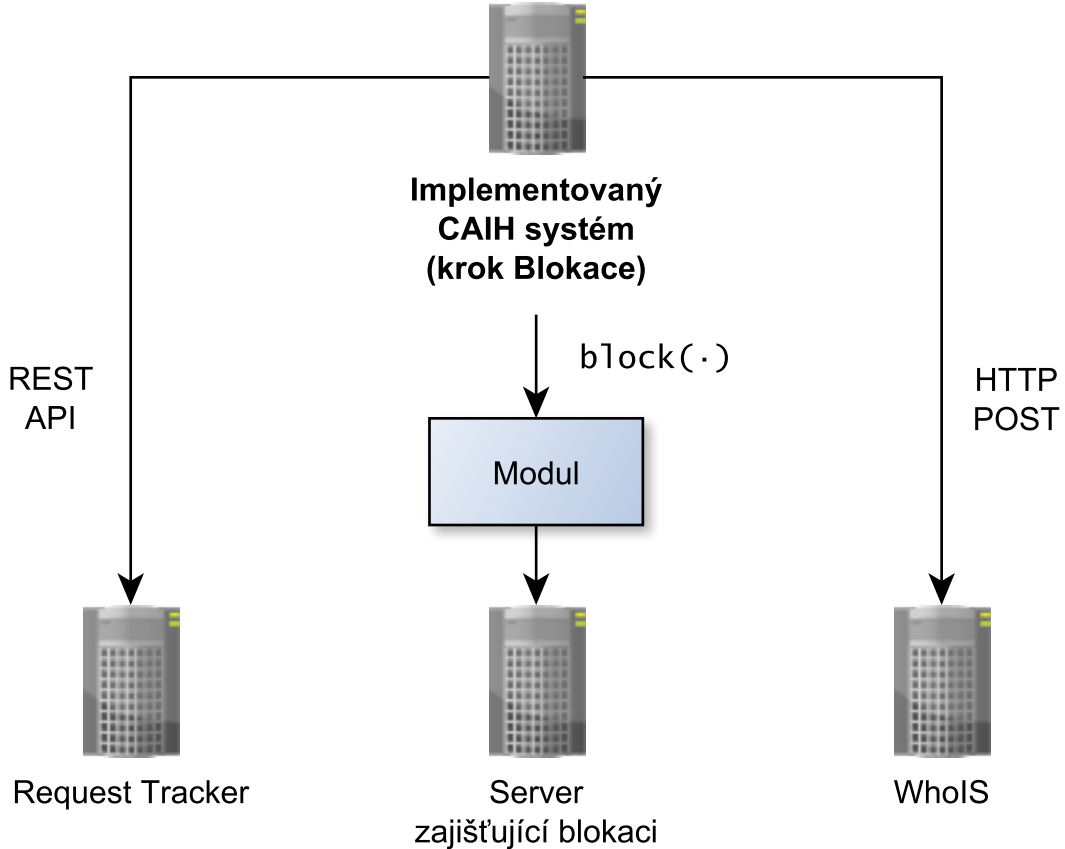 Implementovaný
CAIH systém
(krok Blokace)
block(·)
REST
API
HTTP
POST
Modul
Request Tracker
Server
zajišťující blokaci
WhoIS